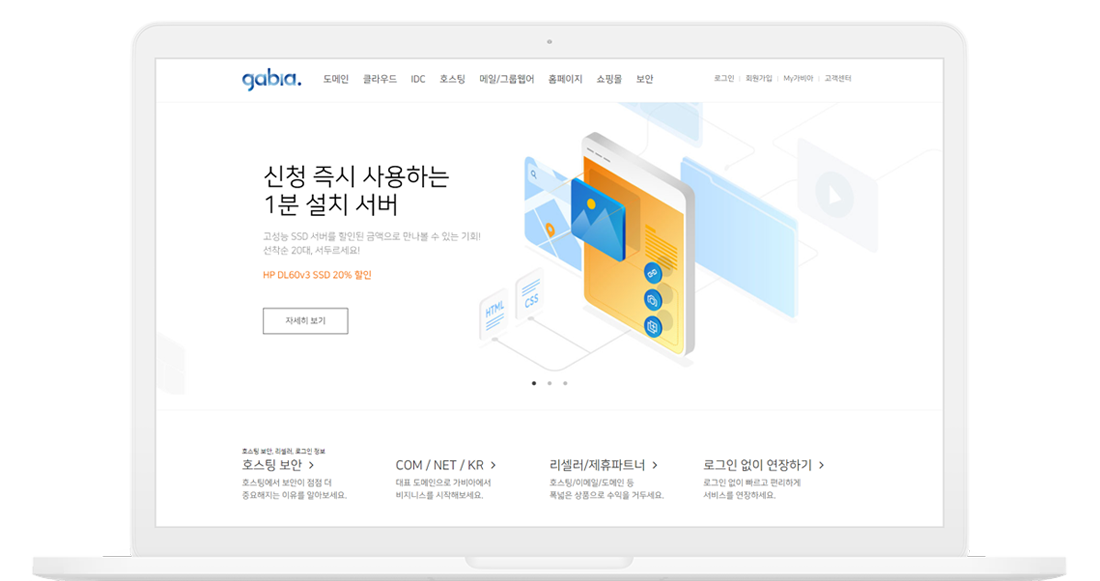 gabia.
도메인 클라우드 IDC 호스팅 메일/그룹웨어 홈페이지 쇼핑몰 보안
로그인 회원가입 My가비아 고객센터
신청 즉시 사용하는
1분 설치 서버
고성능 SSD 서버를 할인된 금액으로 만나볼 수 있는 기회!
선착순 20대, 서두르세요!
HP DL60v3 SSD 20% 할인
자세히 보기
HTML
CSS
호스팅 보안, 리셀러, 로그인 정보
호스팅 보안
호스팅에서 보안이 점점 더
중요해지는 이유를 알아보세요.
COM / NET / KR
대표 도메인으로 가비아에서
비지니스를 시작해보세요.
리셀러/제휴파트너
호스팅/이메일/도메인 등
폭넓은 상품으로 수익을 거두세요.
로그인 없이 연장하기
로그인 없이 빠르고 편리하게
서비스를 연장하세요.